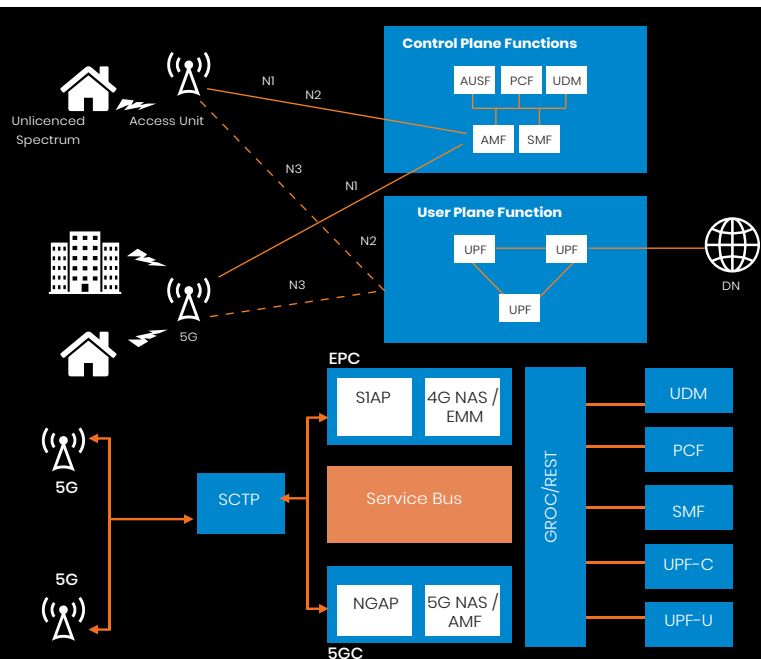 Control Plane Functions
AUSF
PCF
UDM
AMF
SMF
Unlicenced
Spectrum
Access Unit
N1
N2
N3
N1
User Plane Function
UPF
UPF
UPF
N2
N3
DN
5G
EPC
S1AP
4G NAS /
EMM
5G
SCTP
Service Bus
GROC/REST
UDM
PCF
SMF
UPF-C
UPF-U
5G
NGAP
5G NAS /
AMF
5GC